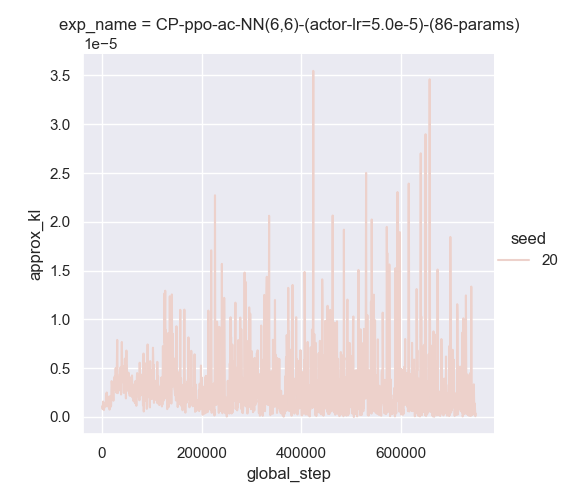 exp_name = CP-ppo-ac-NN(6,6)-(actor-lr=5.0e-5)-(86-params)
1e−5
3.5
3.0
2.5
2.0
1.5
1.0
0.5
0.0
approx_kl
0
200000
400000
600000
global_step
seed
20